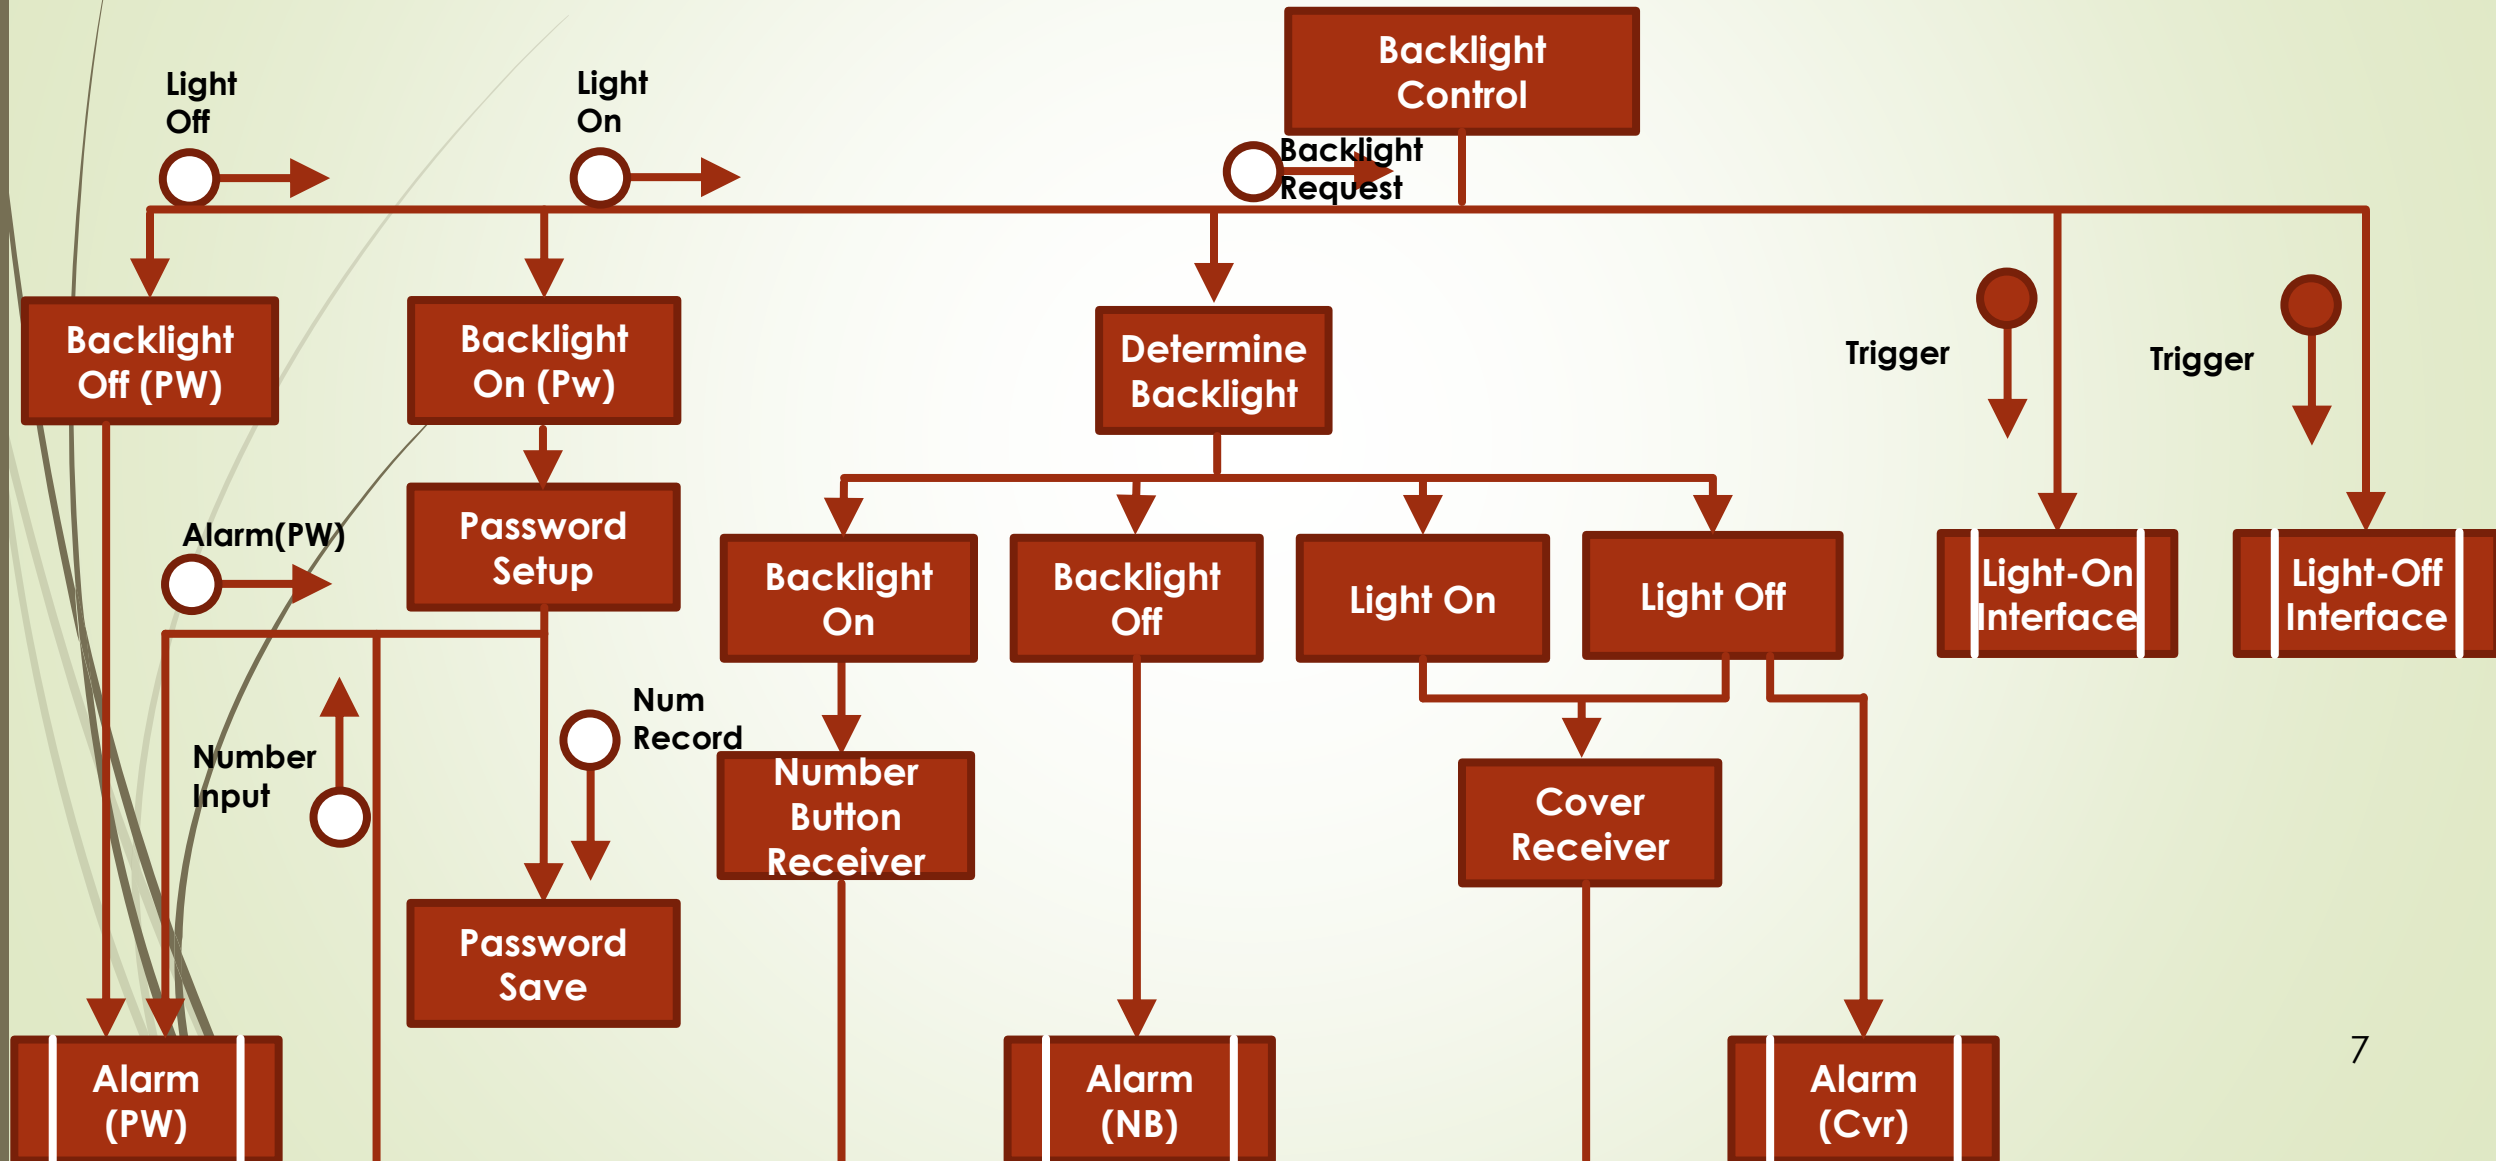 Backlight
Control
Light
Off
Light
On
Backlight
Request
Backlight
Off (PW)
Backlight
On (Pw)
Determine
Backlight
Trigger
Trigger
Password
Setup
Alarm(PW)
Backlight
On
Backlight
Off
Light On
Light Off
Light-On
Interface
Light-Off
Interface
Num
Record
Number
Input
Number
Button
Receiver
Cover
Receiver
Password
Save
Alarm
(PW)
Alarm
(NB)
Alarm
(Cvr)
7